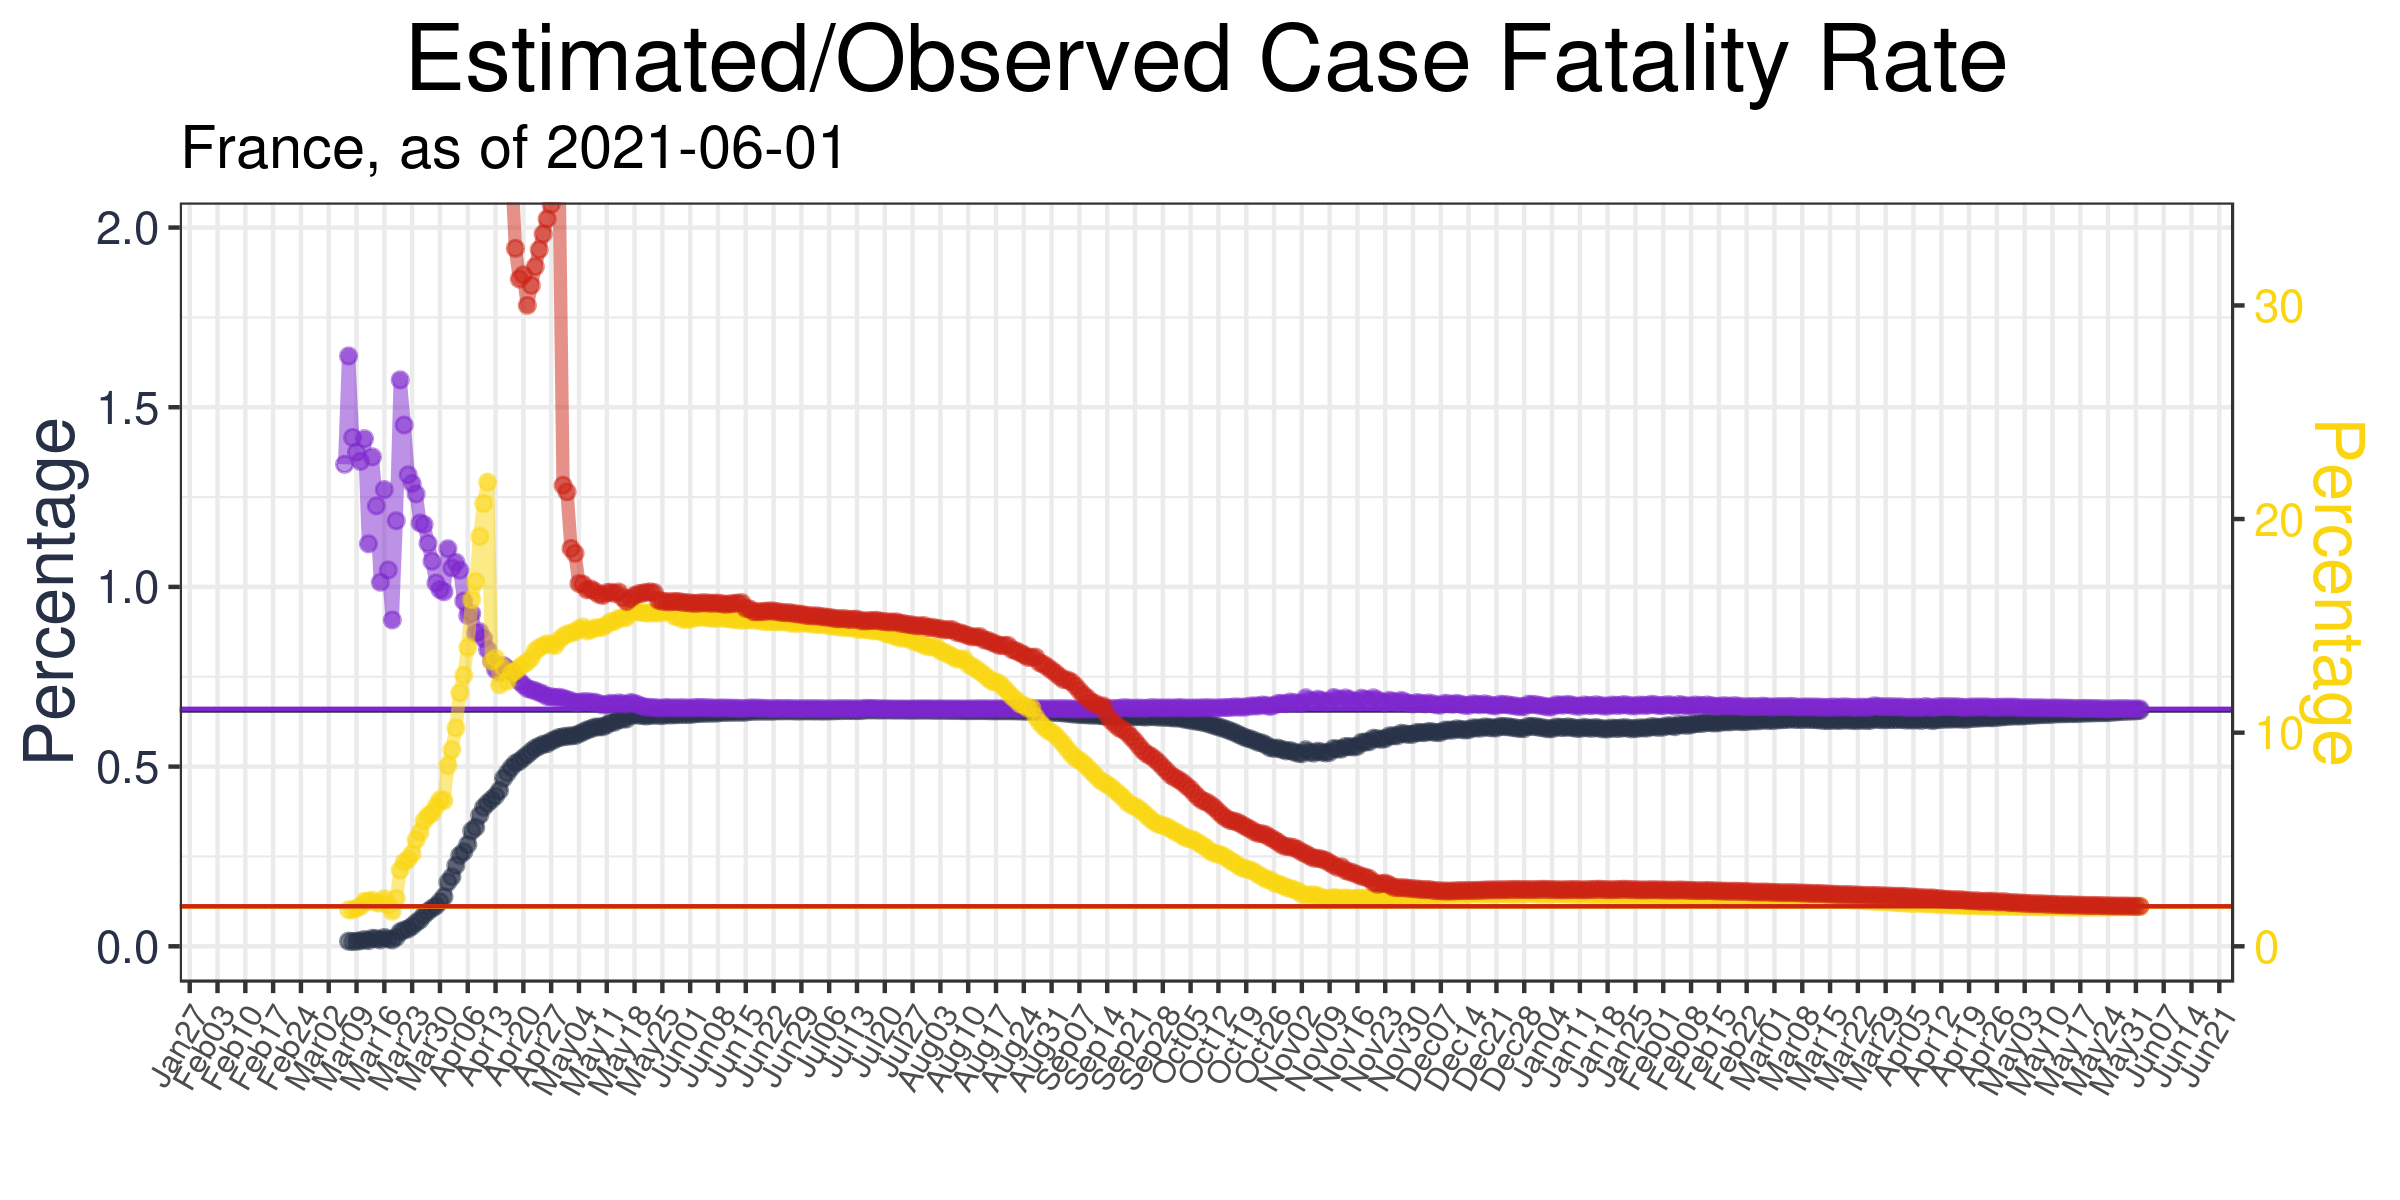 Estimated/Observed Case Fatality Rate
France, as of 2021-06-01
Percentage
2.0
1.5
1.0
0.5
0.0
30
20
10
0
Percentage
Jan27
Feb03
Feb10
Feb17
Feb24
Mar02
Mar09
Mar16
Mar23
Mar30
Apr06
Apr13
Apr20
Apr27
May04
May11
May18
May25
Jun01
Jun08
Jun15
Jun22
Jun29
Jul06
Jul13
Jul20
Jul27
Aug03
Aug10
Aug17
Aug24
Aug31
Sep07
Sep14
Sep21
Sep28
Oct05
Oct12
Oct19
Oct26
Nov02
Nov09
Nov16
Nov23
Nov30
Dec07
Dec14
Dec21
Dec28
Jan04
Jan11
Jan18
Jan25
Feb01
Feb08
Feb15
Feb22
Mar01
Mar08
Mar15
Mar22
Mar29
Apr05
Apr12
Apr19
Apr26
May03
May10
May17
May24
May31
Jun07
Jun14
Jun21